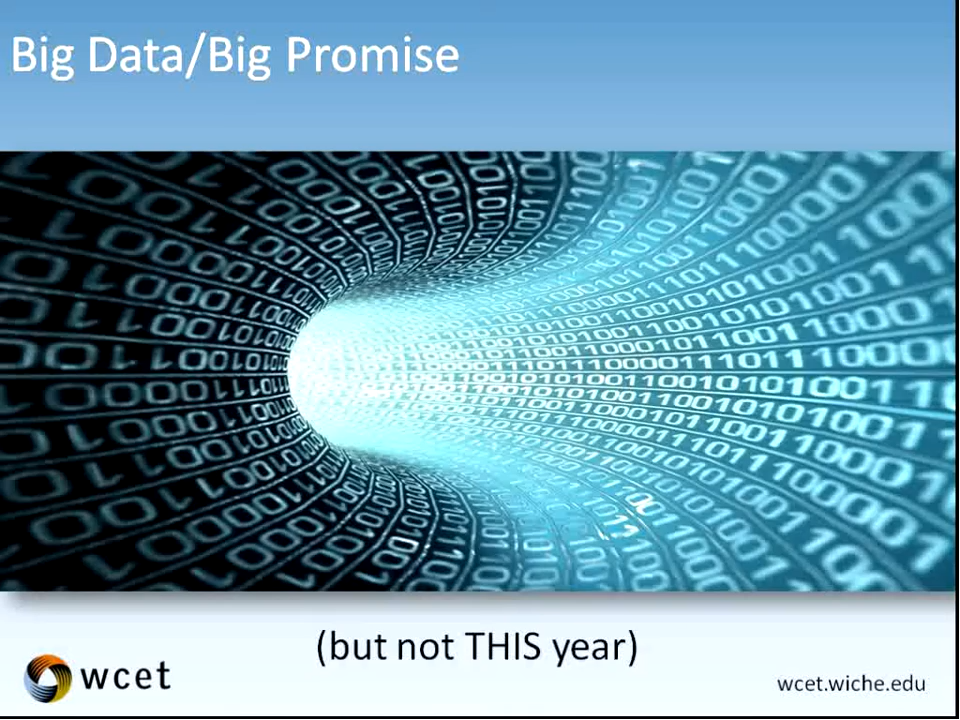 Big Data/Big Promise
(but not THIS year)
wcet
wcet.wiche.edu